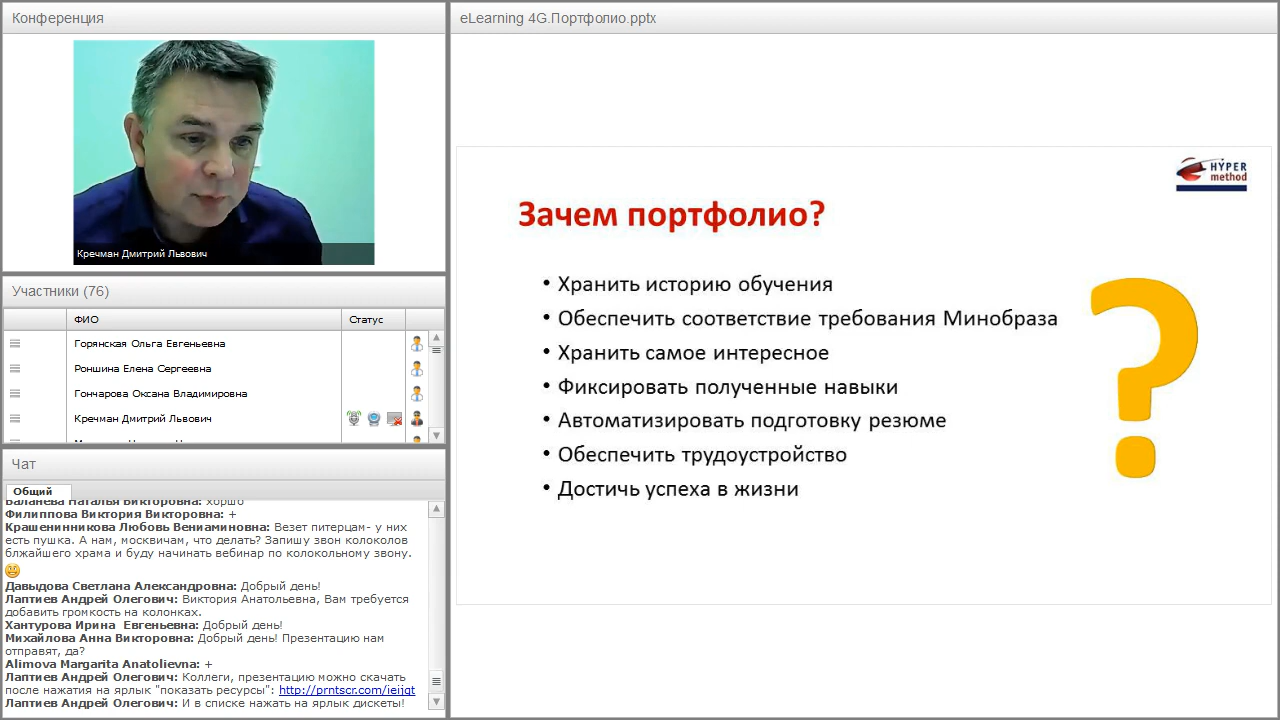 Конференция
Кречман Дмитрий Львович
Участники (76)
ФИО
Статус
Горянская Ольга Евгеньевна
Роншина Елена Сергеевна
Гончарова Оксана Владимировна
Кречман Дмитрий Львович
Чат
Общий
Баланева Наталья Викторовна: хоршо
Филиппова Виктория Викторовна: +
Крашенинникова Любовь Вениаминовна: Везет питерцам- у них
есть пушка. А нам, москвичам, что делать? Запишу звон колоколов
блжайшего храма и буду начинать вебинар по колокольному звону.
Давыдова Светлана Александровна: Добрый день!
Лаптиев Андрей Олегович: Виктория Анатольевна, Вам требуется
добавить громкость на колонках.
Хантурова Ирина  Евгеньевна: Добрый день!
Михайлова Анна Викторовна: Добрый день! Презентацию нам
отправят, да?
Alimova Margarita Anatolievna: +
Лаптиев Андрей Олегович: Коллеги, презентацию можно скачать
после нажатия на ярлык "показать ресурсы": http://prntscr.com/ieijgt
Лаптиев Андрей Олегович: И в списке нажать на ярлык дискеты!
eLearning 4G.Портфолио.pptx
HYPER
method
Зачем портфолио?
• Хранить историю обучения
• Обеспечить соответствие требования Минобраза
• Хранить самое интересное
• Фиксировать полученные навыки
• Автоматизировать подготовку резюме
• Обеспечить трудоустройство
• Достичь успеха в жизни
?